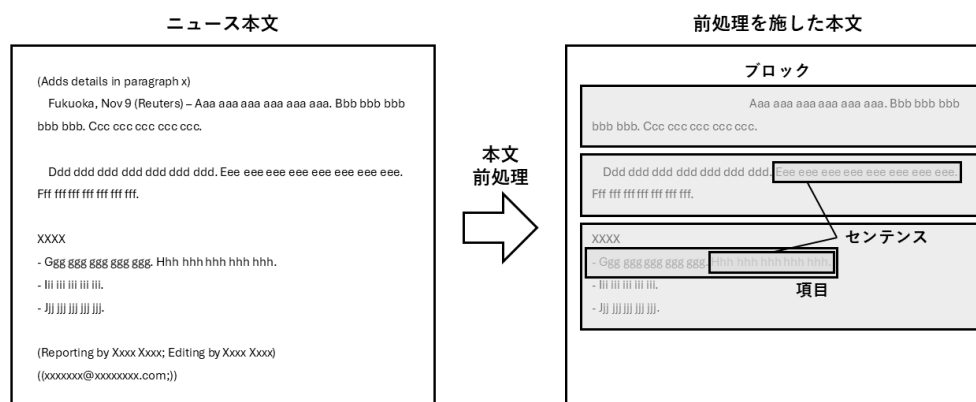 ニュース本文
(Adds details in paragraph x)
Fukuoka, Nov 9 (Reuters) – Aaa aaa aaa aaa aaa aaa. Bbb bbb bbb
bbb bbb. Ccc ccc ccc ccc ccc.
Ddd ddd ddd ddd ddd ddd ddd. Eee eee eee eee eee eee eee eee.
Fff fff fff fff fff fff fff.
XXXX
- Ggg ggg ggg ggg ggg. Hhh hhh hhh hhh hhh.
- Iii iii iii iii iii.
- Jjj jjj jjj jjj jjj.
(Reporting by Xxxx Xxxx; Editing by Xxxx Xxxx)
((xxxxxxx@xxxxxxxx.com;))
本文
前処理
前処理を施した本文
ブロック
Aaa aaa aaa aaa aaa aaa. Bbb bbb bbb
bbb bbb. Ccc ccc ccc ccc ccc.
Ddd ddd ddd ddd ddd ddd ddd. Eee eee eee eee eee eee eee eee.
Fff fff fff fff fff fff fff.
センテンス
XXXX
- Ggg ggg ggg ggg ggg. Hhh hhh hhh hhh hhh.
項目
- Iii iii iii iii iii.
- Jjj jjj jjj jjj jjj.